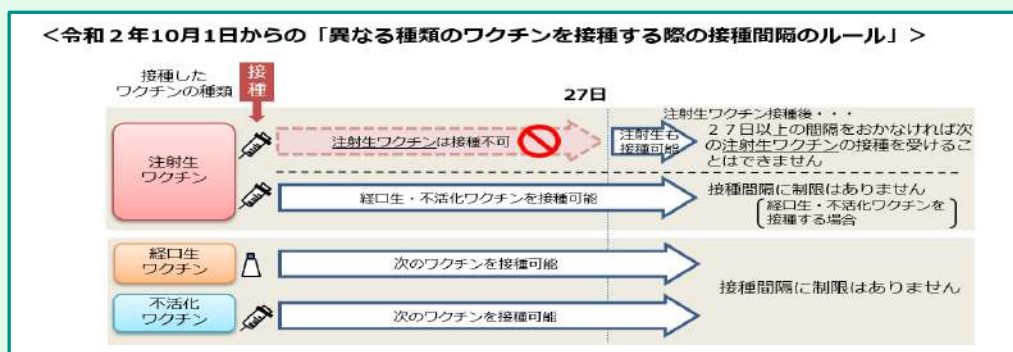 ＜令和２年10月1日からの「異なる種類のワクチンを接種する際の接種間隔のルール」＞
接種した
ワクチンの種類
接
種
27日
注射生
ワクチン
注射生ワクチンは接種不可
注射生も
接種可能
注射生ワクチン接種後・・・
２７日以上の間隔をおかなければ次
の注射生ワクチンの接種を受けるこ
とはできません
経口生・不活化ワクチンを接種可能
接種間隔に制限はありません
経口生・不活化ワクチンを
接種する場合
経口生
ワクチン
次のワクチンを接種可能
接種間隔に制限はありません
不活化
ワクチン
次のワクチンを接種可能